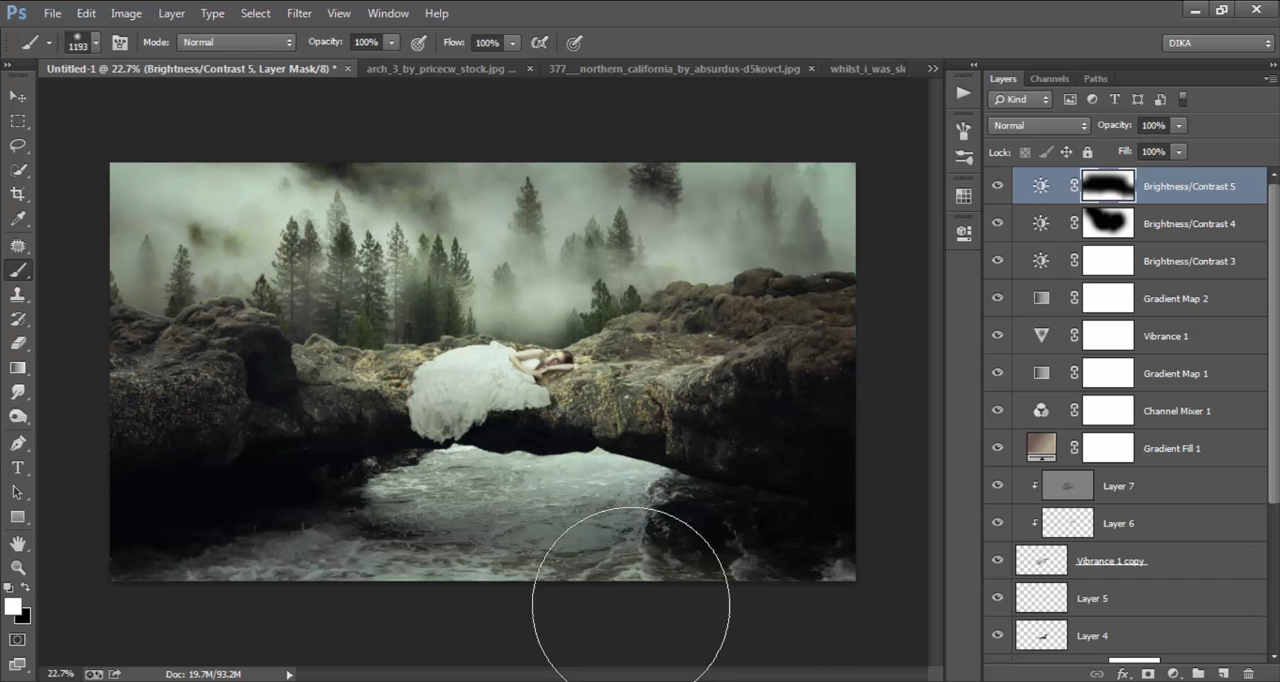 Ps File Edit Image Layer Type Select Filter View Window Help
1193 Mode: Normal Opacity: 100% Flow: 100% DIKA
Untitled-1 @ 22.7% (Brightness/Contrast 5, Layer Mask/8) * × arch_3_by_pricecw_stock.jpg ... × 377__northern_california_by_absurdus-d5kovct.jpg × whilst_i_was_sle
Layers Channels Paths
Kind
Normal Opacity: 100%
Lock: Fill: 100%
Brightness/Contrast 5
Brightness/Contrast 4
Brightness/Contrast 3
Gradient Map 2
Vibrance 1
Gradient Map 1
Channel Mixer 1
Gradient Fill 1
Layer 7
Layer 6
Vibrance 1 copy
Layer 5
Layer 4
22.7% Doc: 19.7M/93.2M fx